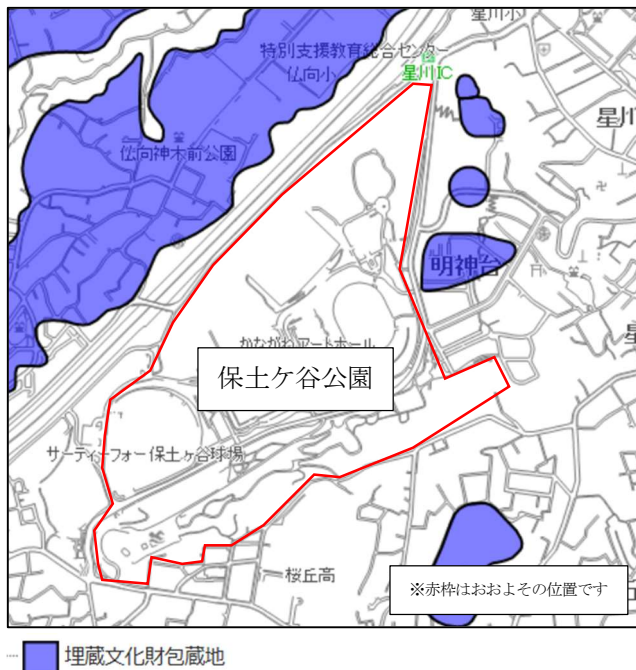 星川小
特別支援教育総合センター
仏向小
星川IC
星川
仏向神木前公園
明神台
かながわアートホール
保土ケ谷公園
サーティーフォー保土ヶ谷球場
桜丘高
※赤枠はおおよその位置です
埋蔵文化財包蔵地